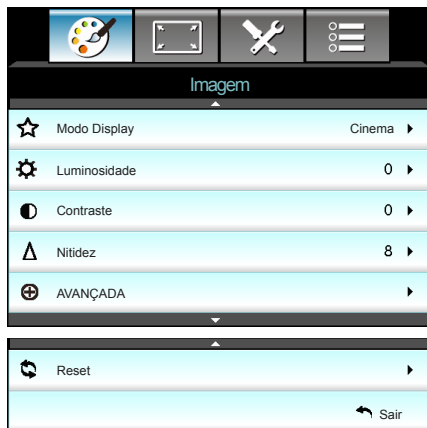 Imagem
Modo Display Cinema
Luminosidade 0
Contraste 0
Nitidez 8
AVANÇADA
Reset
Sair